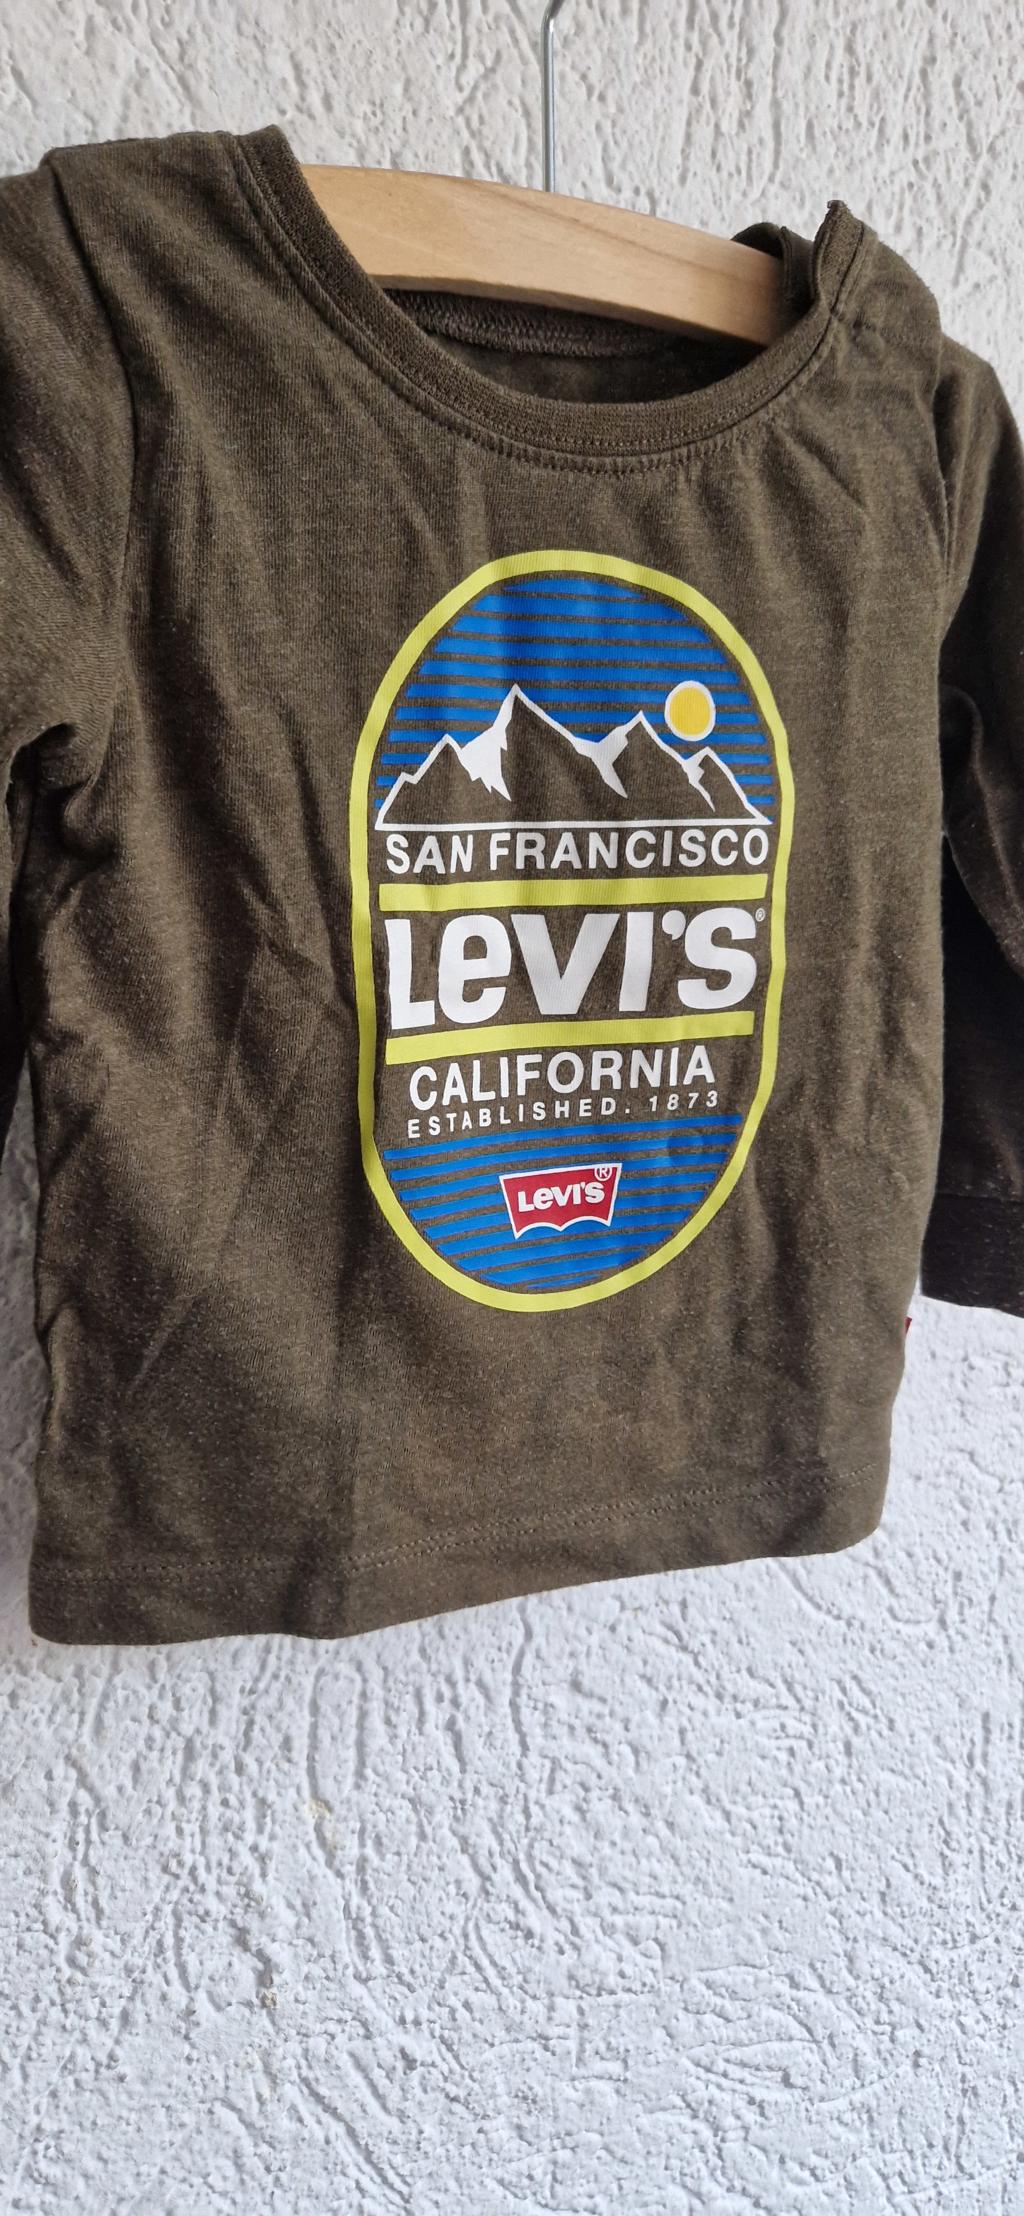 SAN FRANCISCO
Levi's®
CALIFORNIA
ESTABLISHED. 1873
Levi's®